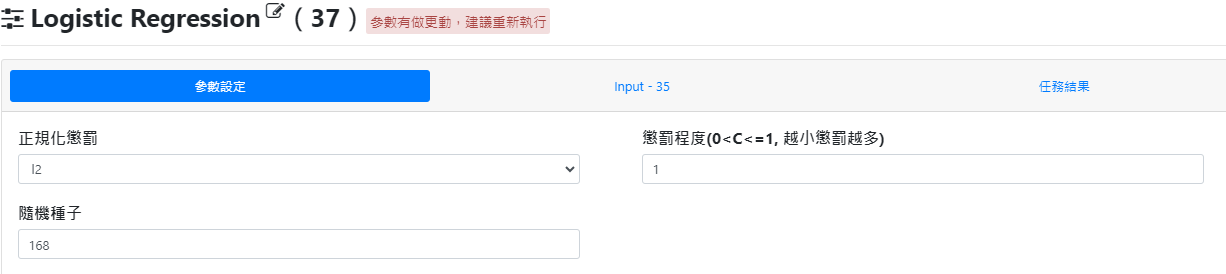 Logistic Regression ( 37 ) 參數有做更動，建議重新執行
參數設定 Input - 35 任務結果
正規化懲罰 懲罰程度(0<C<=1, 越小懲罰越多)
l2 1
隨機種子
168